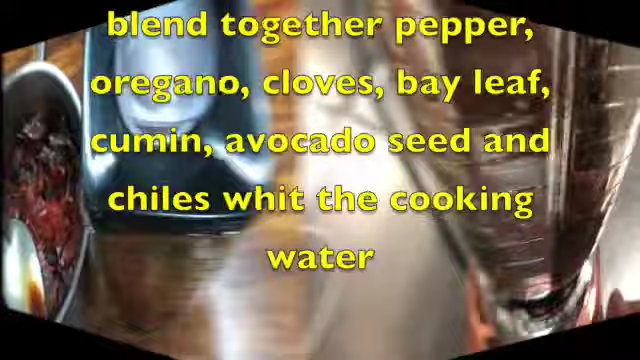 blend together pepper,
oregano, cloves, bay leaf,
cumin, avocado seed and
chiles whit the cooking
water